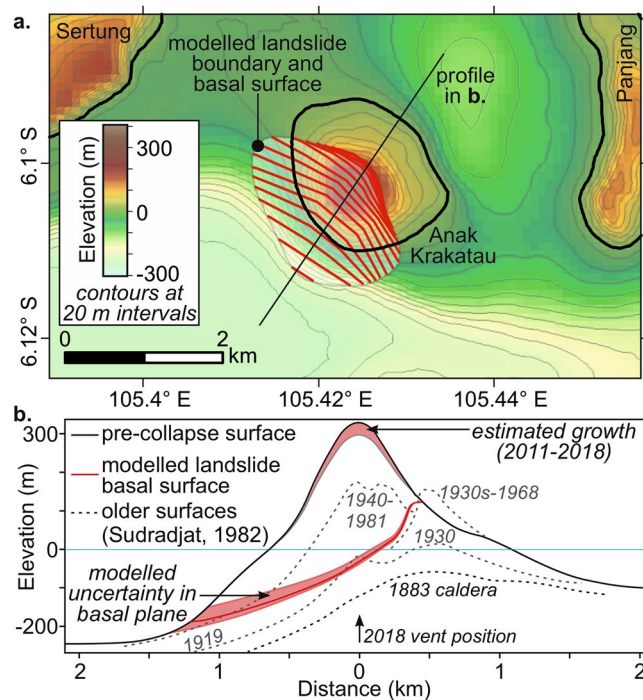 a.
Sertung
modelled landslide
boundary and
basal surface
profile
in b.
Panjang
Elevation (m)
300
0
-300
contours at
20 m intervals
Anak
Krakatau
6.1° S
6.12° S
0
2
km
105.4° E
105.42° E
105.44° E
b.
300
0
-200
Elevation (m)
pre-collapse surface
modelled landslide
basal surface
older surfaces
(Sudradjat, 1982)
estimated growth
(2011-2018)
1940-
1981
1930s-1968
1930
modelled
uncertainty in
basal plane
1919
1883 caldera
2018 vent position
2
1
0
1
2
Distance (km)